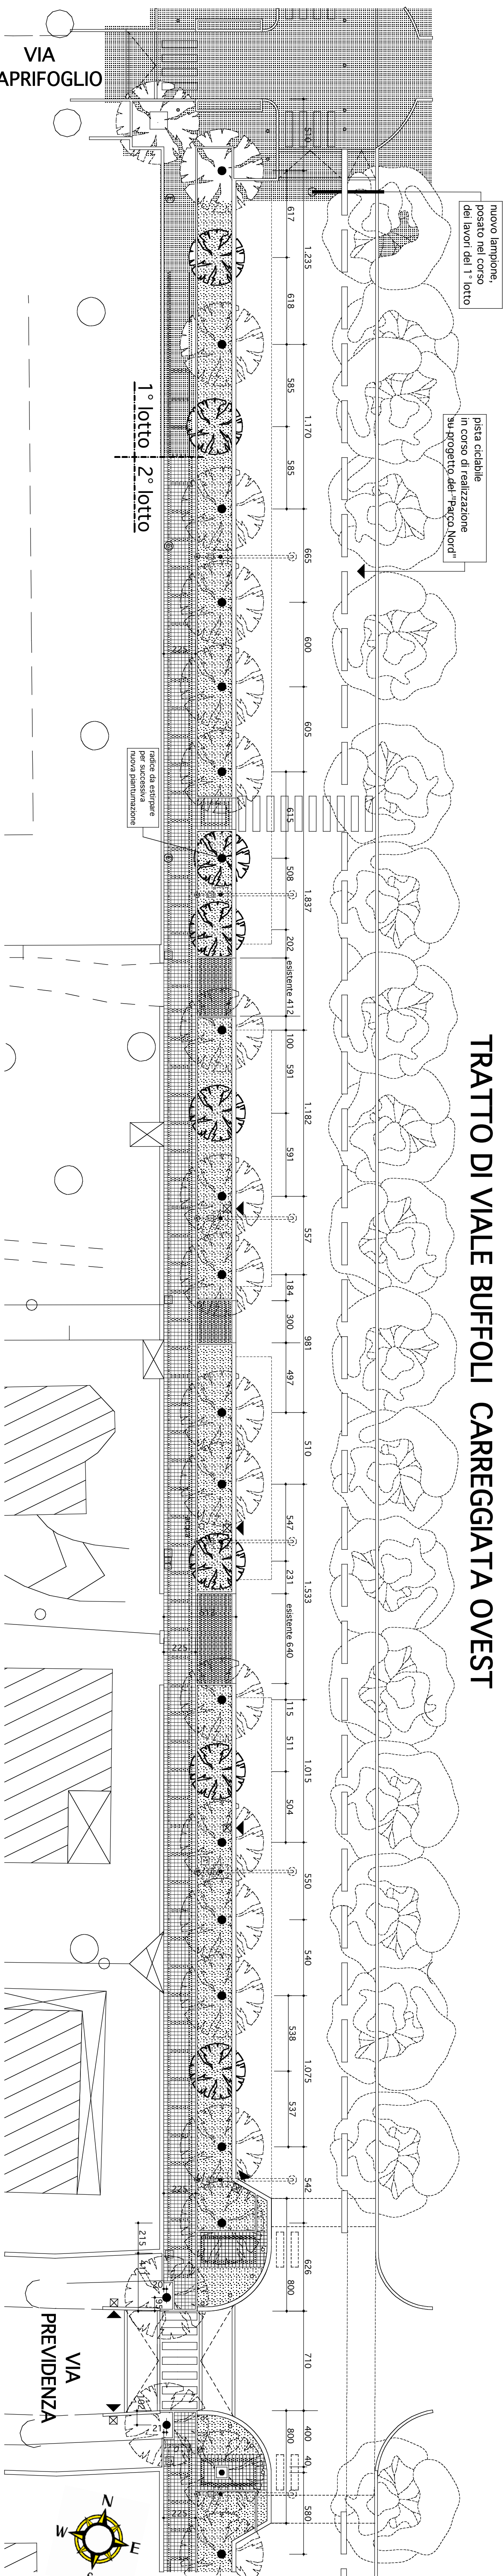 VIA
APRIFOGLIO
nuovo lampione,
posato nel corso
dei lavori del 1° lotto
510
617
1.235
618
585
1.170
585
pista ciclabile
in corso di realizzazione
su progetto del "Parco Nord"
1° lotto
2° lotto
665
600
225
605
radice da estirpare
per successiva
nuova piantumazione
615
508
1.837
202
esistente 412
100
591
1.182
591
TRATTO DI VIALE BUFFOLI CARREGGIATA OVEST
557
184
300
981
497
510
547
231
1.533
esistente 640
225
115
511
1.015
504
550
540
538
1.075
537
542
215
626
800
VIA
PREVIDENZA
710
400
800
40
580
225
N
W
E
S